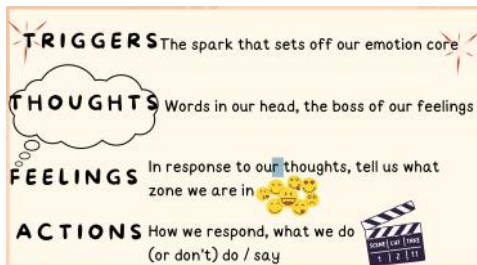 TRIGGERS The spark that sets off our emotion core
THOUGHTS Words in our head, the boss of our feelings
FEELINGS In response to our thoughts, tell us what
zone we are in
ACTIONS How we respond, what we do
(or don't) do / say
SCENE CUT TAKE
1 2 11